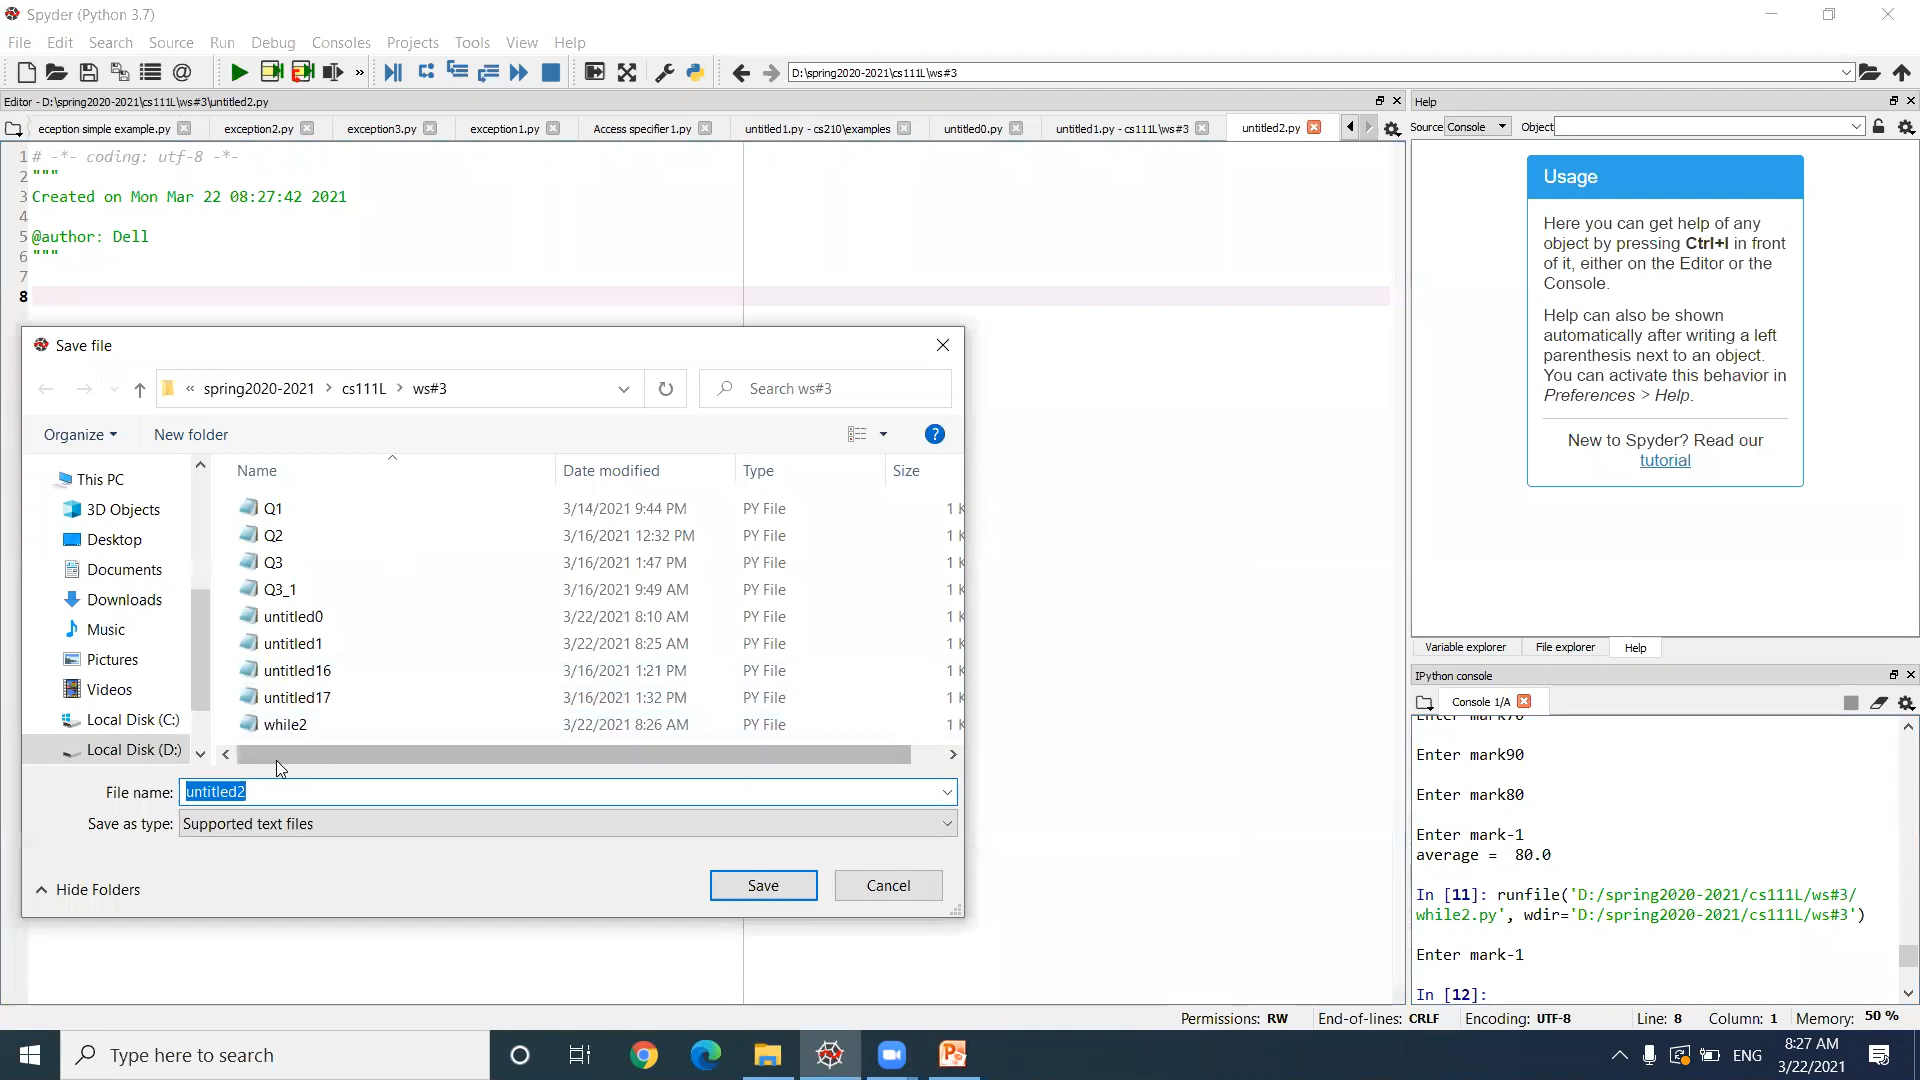 Spyder (Python 3.7)
File Edit Search Source Run Debug Consoles Projects Tools View Help
D:\spring2020-2021\cs111L\ws#3
Editor - D:\spring2020-2021\cs111L\ws#3\untitled2.py
eception simple example.py exception2.py exception3.py exception1.py Access specifier1.py untitled1.py - cs210\examples untitled0.py untitled1.py - cs111L\ws#3 untitled2.py
1 # -*- coding: utf-8 -*-
2 """
3 Created on Mon Mar 22 08:27:42 2021
4
5 @author: Dell
6 """
7
8
Save file
« spring2020-2021 > cs111L > ws#3
Search ws#3
Organize
New folder
This PC
3D Objects
Desktop
Documents
Downloads
Music
Pictures
Videos
Local Disk (C:)
Local Disk (D:)
Name Date modified Type Size
Q1 3/14/2021 9:44 PM PY File 1 K
Q2 3/16/2021 12:32 PM PY File 1 K
Q3 3/16/2021 1:47 PM PY File 1 K
Q3_1 3/16/2021 9:49 AM PY File 1 K
untitled0 3/22/2021 8:10 AM PY File 1 K
untitled1 3/22/2021 8:25 AM PY File 1 K
untitled16 3/16/2021 1:21 PM PY File 1 K
untitled17 3/16/2021 1:32 PM PY File 1 K
while2 3/22/2021 8:26 AM PY File 1 K
File name: untitled2
Save as type: Supported text files
Hide Folders
Save
Cancel
Help
Source Console Object
Usage
Here you can get help of any
object by pressing Ctrl+I in front
of it, either on the Editor or the
Console.
Help can also be shown
automatically after writing a left
parenthesis next to an object.
You can activate this behavior in
Preferences > Help.
New to Spyder? Read our
tutorial
Variable explorer File explorer Help
IPython console
Console 1/A
Enter mark70
Enter mark90
Enter mark80
Enter mark-1
average =  80.0
In [11]: runfile('D:/spring2020-2021/cs111L/ws#3/
while2.py', wdir='D:/spring2020-2021/cs111L/ws#3')
Enter mark-1
In [12]:
Permissions: RW End-of-lines: CRLF Encoding: UTF-8 Line: 8 Column: 1 Memory: 50 %
Type here to search
ENG
8:27 AM
3/22/2021